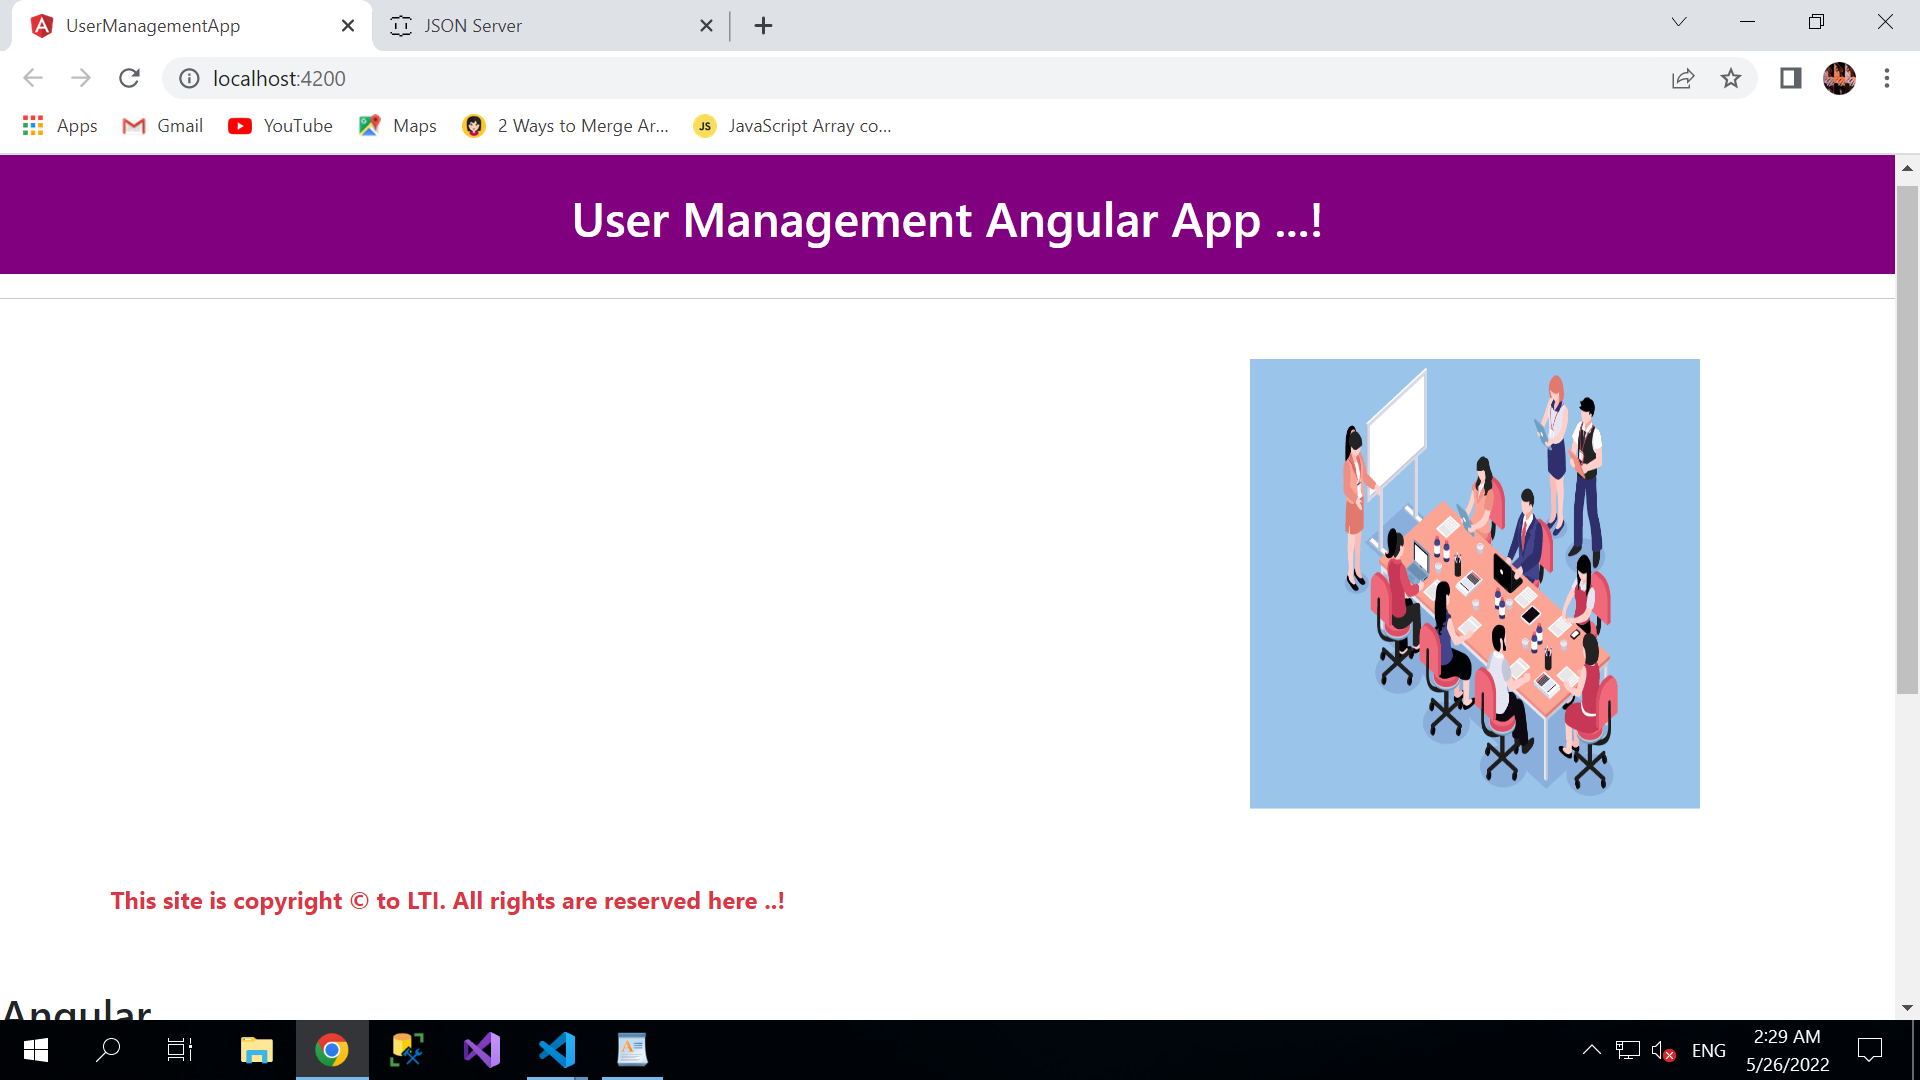 UserManagementApp
JSON Server
localhost:4200
Apps
Gmail
YouTube
Maps
2 Ways to Merge Ar...
JS
JavaScript Array co...
User Management Angular App ...!
This site is copyright © to LTI. All rights are reserved here ..!
Angular
ENG
2:29 AM
5/26/2022